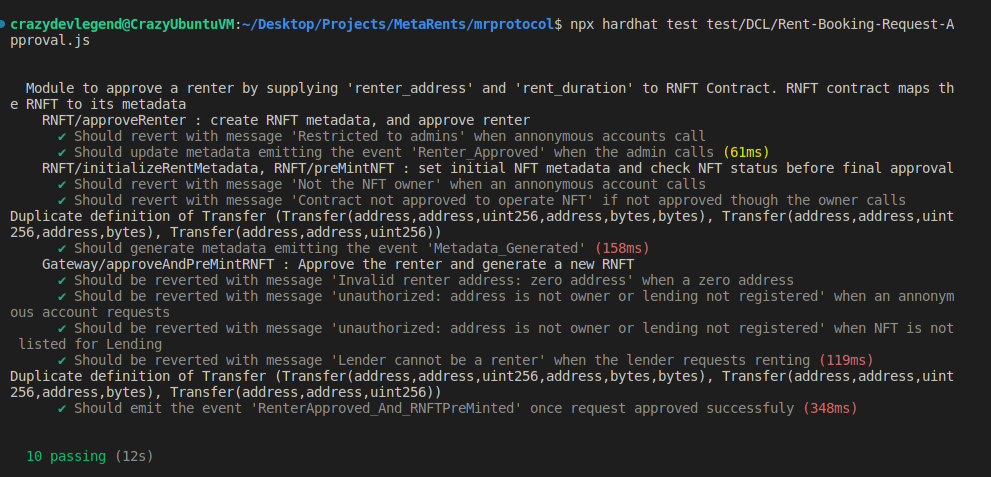 crazydevlegend@CrazyUbuntuVM:~/Desktop/Projects/MetaRents/mrprotocol$ npx hardhat test test/DCL/Rent-Booking-Request-A
pproval.js
Module to approve a renter by supplying 'renter_address' and 'rent_duration' to RNFT Contract. RNFT contract maps th
e RNFT to its metadata
RNFT/approveRenter : create RNFT metadata, and approve renter
✔ Should revert with message 'Restricted to admins' when annonymous accounts call
✔ Should update metadata emitting the event 'Renter_Approved' when the admin calls (61ms)
RNFT/initializeRentMetadata, RNFT/preMintNFT : set initial NFT metadata and check NFT status before final approval
✔ Should revert with message 'Not the NFT owner' when an annonymous account calls
✔ Should revert with message 'Contract not approved to operate NFT' if not approved though the owner calls
Duplicate definition of Transfer (Transfer(address,address,uint256,address,bytes,bytes), Transfer(address,address,uint
256,address,bytes), Transfer(address,address,uint256))
✔ Should generate metadata emitting the event 'Metadata_Generated' (158ms)
Gateway/approveAndPreMintRNFT : Approve the renter and generate a new RNFT
✔ Should be reverted with message 'Invalid renter address: zero address' when a zero address
✔ Should be reverted with message 'unauthorized: address is not owner or lending not registered' when an annonym
ous account requests
✔ Should be reverted with message 'unauthorized: address is not owner or lending not registered' when NFT is not
listed for Lending
✔ Should be reverted with message 'Lender cannot be a renter' when the lender requests renting (119ms)
Duplicate definition of Transfer (Transfer(address,address,uint256,address,bytes,bytes), Transfer(address,address,uint
256,address,bytes), Transfer(address,address,uint256))
✔ Should emit the event 'RenterApproved_And_RNFTPreMinted' once request approved successfuly (348ms)
10 passing (12s)